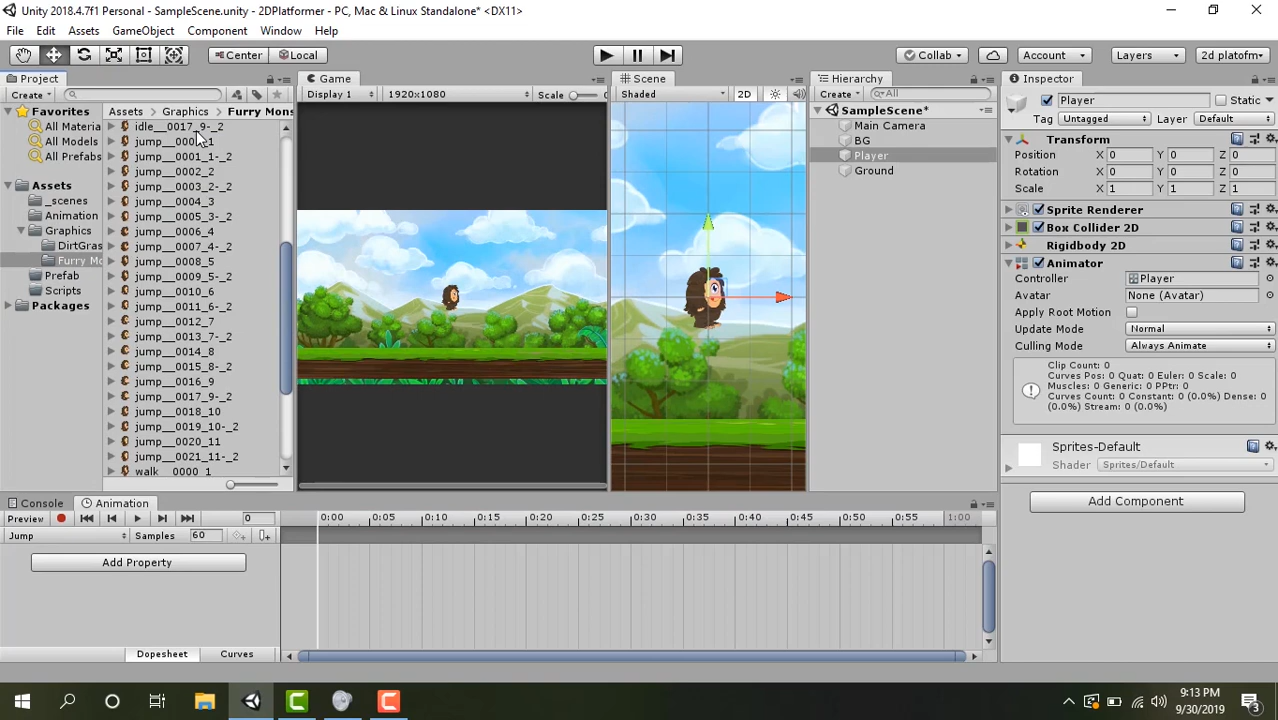 Unity 2018.4.7f1 Personal - SampleScene.unity - 2DPlatformer - PC, Mac & Linux Standalone* <DX11>
File Edit Assets GameObject Component Window Help
Center Local Collab Account Layers 2d platofm
Project
Create
Favorites
All Materia
All Models
All Prefabs
Assets
_scenes
Animation
Graphics
DirtGras
Furry Mo
Prefab
Scripts
Packages
Assets > Graphics > Furry Mons
idle__0017_9-_2
jump__0001_1-_2
jump__0002_2
jump__0003_2-_2
jump__0004_3
jump__0005_3-_2
jump__0006_4
jump__0007_4-_2
jump__0008_5
jump__0009_5-_2
jump__0010_6
jump__0011_6-_2
jump__0012_7
jump__0013_7-_2
jump__0014_8
jump__0015_8-_2
jump__0016_9
jump__0017_9-_2
jump__0018_10
jump__0019_10-_2
jump__0020_11
jump__0021_11-_2
walk__0000_1
Game
Display 1 1920x1080 Scale
Scene
Shaded 2D
Hierarchy
Create All
SampleScene*
Main Camera
BG
Player
Ground
Inspector
Player Static
Tag Untagged Layer Default
Transform
Position X 0 Y 0 Z 0
Rotation X 0 Y 0 Z 0
Scale X 1 Y 1 Z 1
Sprite Renderer
Box Collider 2D
Rigidbody 2D
Animator
Controller Player
Avatar None (Avatar)
Apply Root Motion
Update Mode Normal
Culling Mode Always Animate
Clip Count: 0
Curves Pos: 0 Quat: 0 Euler: 0 Scale: 0
Muscles: 0 Generic: 0 PPtr: 0
Curves Count: 0 Constant: 0 (0.0%) Dense: 0
(0.0%) Stream: 0 (0.0%)
Sprites-Default
Shader Sprites/Default
Add Component
Console Animation
Preview 0
0:00 0:05 0:10 0:15 0:20 0:25 0:30 0:35 0:40 0:45 0:50 0:55 1:00
Jump Samples 60
Add Property
Dopesheet Curves
9:13 PM
9/30/2019
3